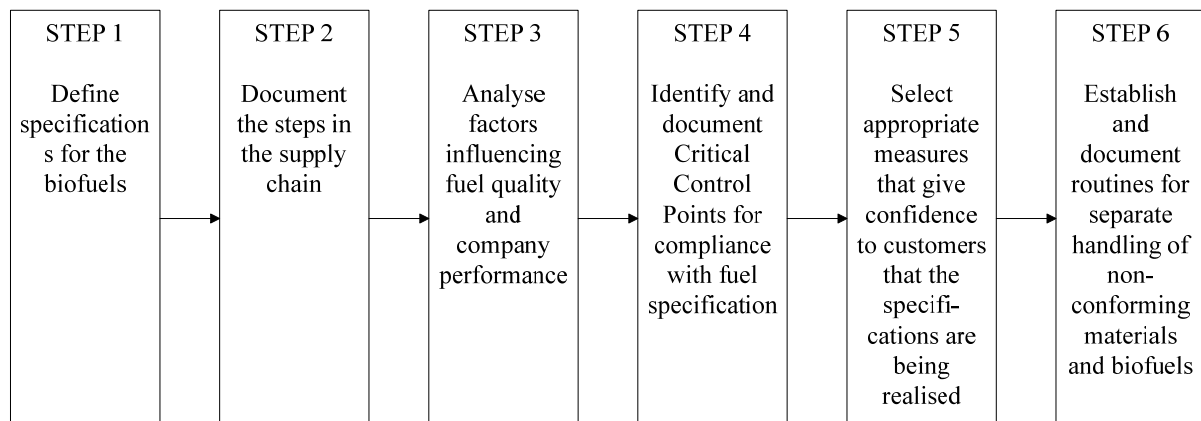 STEP 1
Define
specification
s for the
biofuels
STEP 2
Document
the steps in
the supply
chain
STEP 3
Analyse
factors
influencing
fuel quality
and
company
performance
STEP 4
Identify and
document
Critical
Control
Points for
compliance
with fuel
specification
STEP 5
Select
appropriate
measures
that give
confidence
to customers
that the
specifi-
cations are
being
realised
STEP 6
Establish
and
document
routines for
separate
handling of
non-
conforming
materials
and biofuels